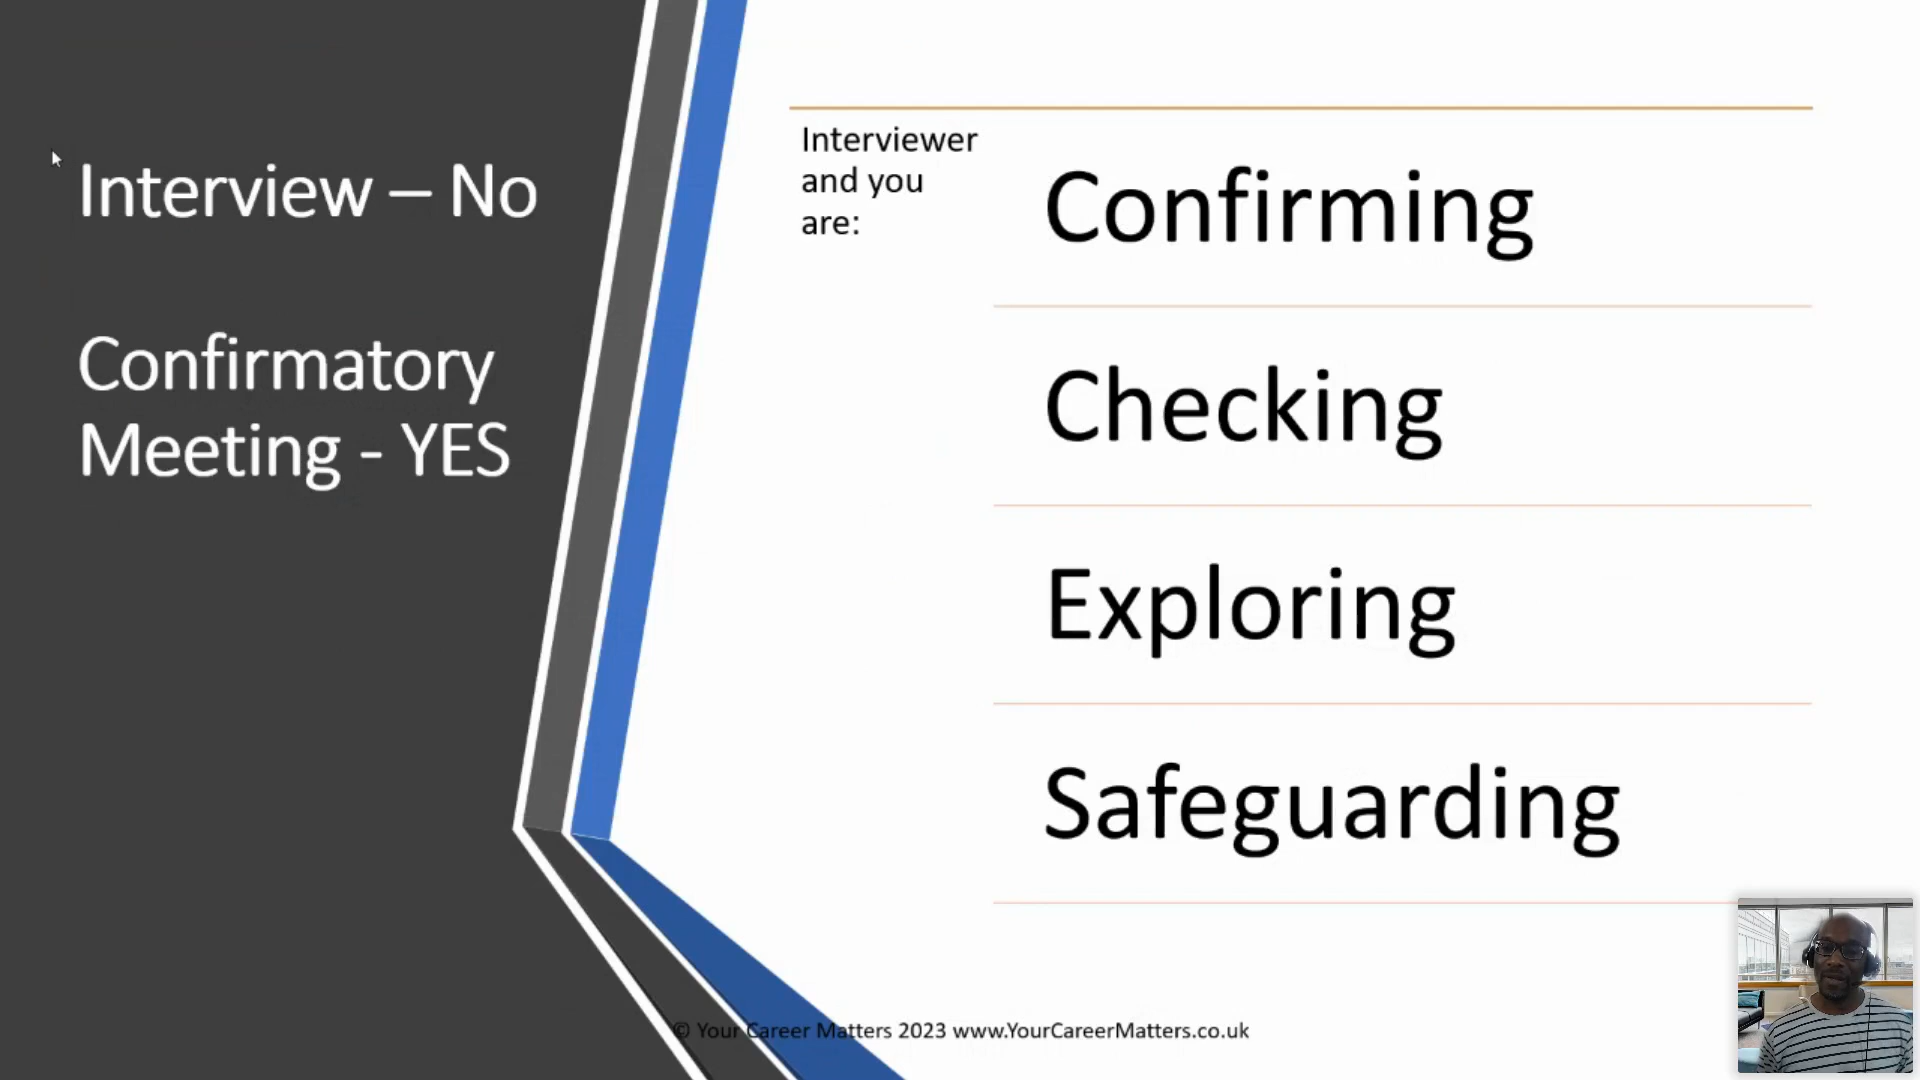 Interview – No
Confirmatory
Meeting - YES
Interviewer
and you
are:
Confirming
Checking
Exploring
Safeguarding
© Your Career Matters 2023 www.YourCareerMatters.co.uk